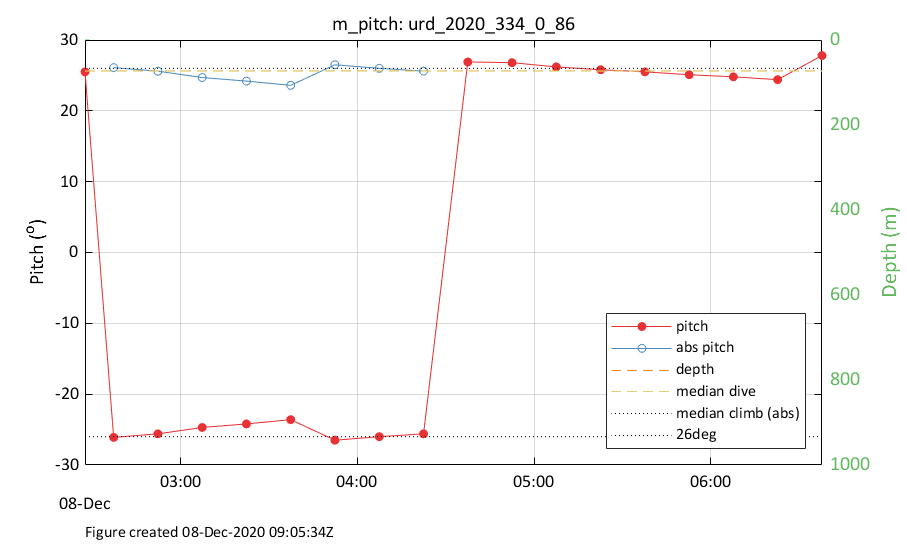 m_pitch: urd_2020_334_0_86
30
20
10
0
-10
-20
-30
Pitch (º)
0
200
400
600
800
1000
Depth (m)
pitch
abs pitch
depth
median dive
median climb (abs)
26deg
03:00
04:00
05:00
06:00
08-Dec
Figure created 08-Dec-2020 09:05:34Z